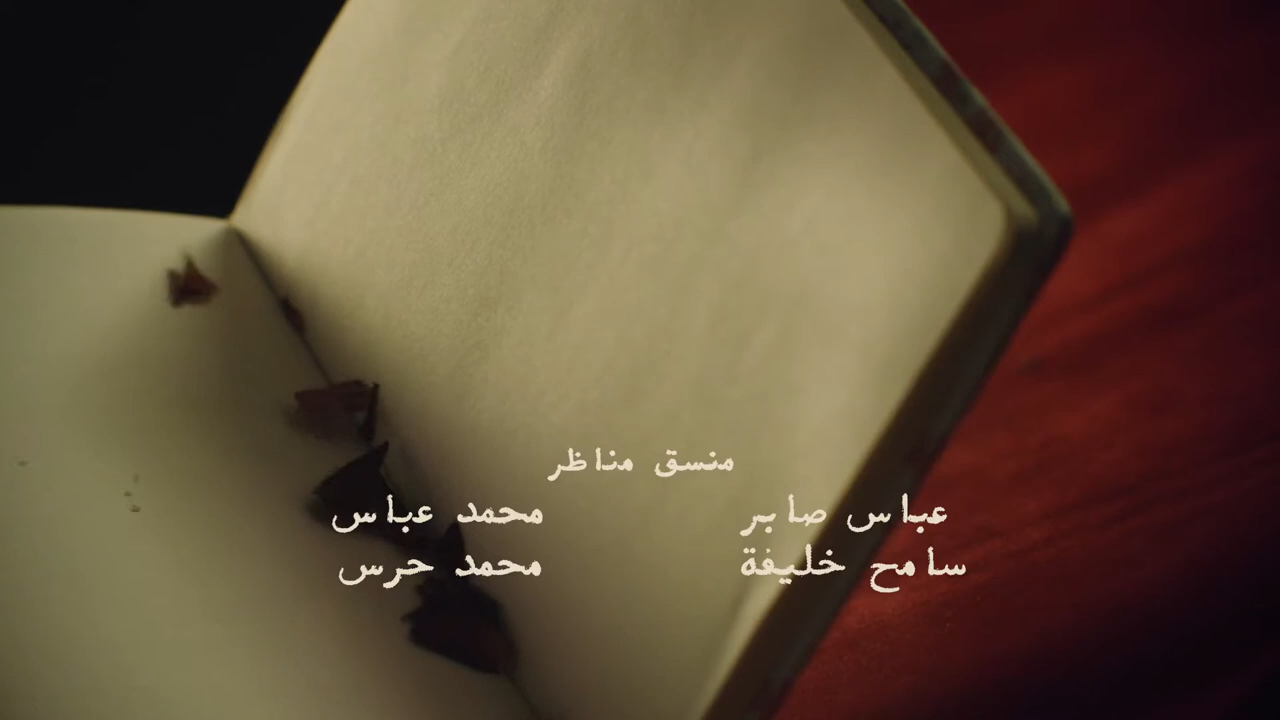 منسق مناظر
عباس صابر
محمد عباس
سامح خليفة
محمد حرس